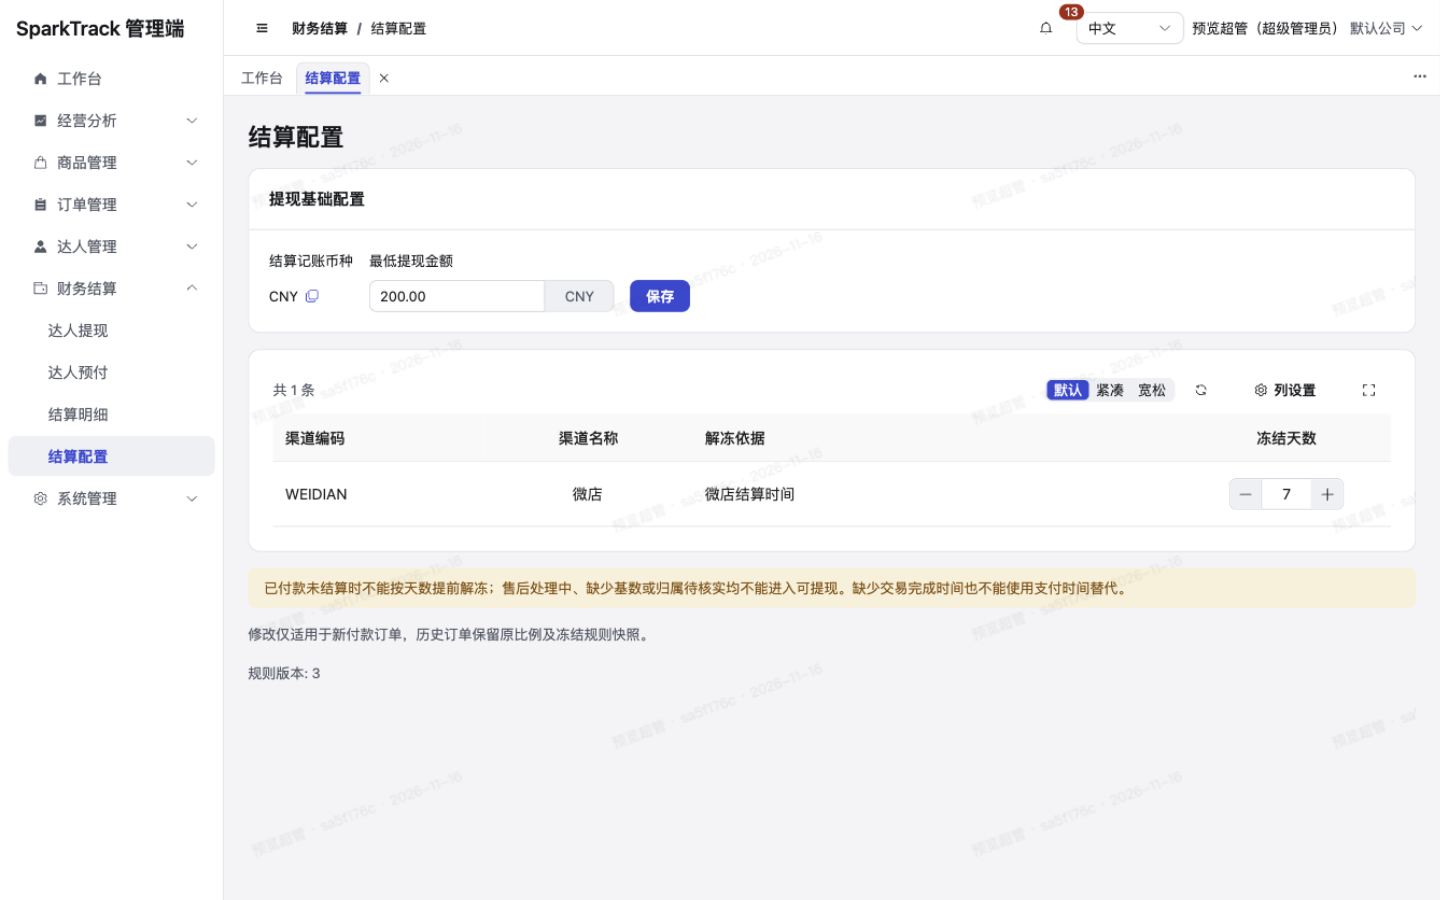 SparkTrack 管理端
财务结算 / 结算配置
13
中文
预览超管（超级管理员）
默认公司
工作台
经营分析
商品管理
订单管理
达人管理
财务结算
达人提现
达人预付
结算明细
结算配置
系统管理
工作台
结算配置
结算配置
提现基础配置
结算记账币种 最低提现金额
CNY 200.00 CNY 保存
共 1 条
默认 紧凑 宽松 列设置
渠道编码 渠道名称 解冻依据 冻结天数
WEIDIAN 微店 微店结算时间 7
已付款未结算时不能按天数提前解冻；售后处理中、缺少基数或归属待核实均不能进入可提现。缺少交易完成时间也不能使用支付时间替代。
修改仅适用于新付款订单，历史订单保留原比例及冻结规则快照。
规则版本: 3
预览超管 · sa5f176c · 2026-11-16